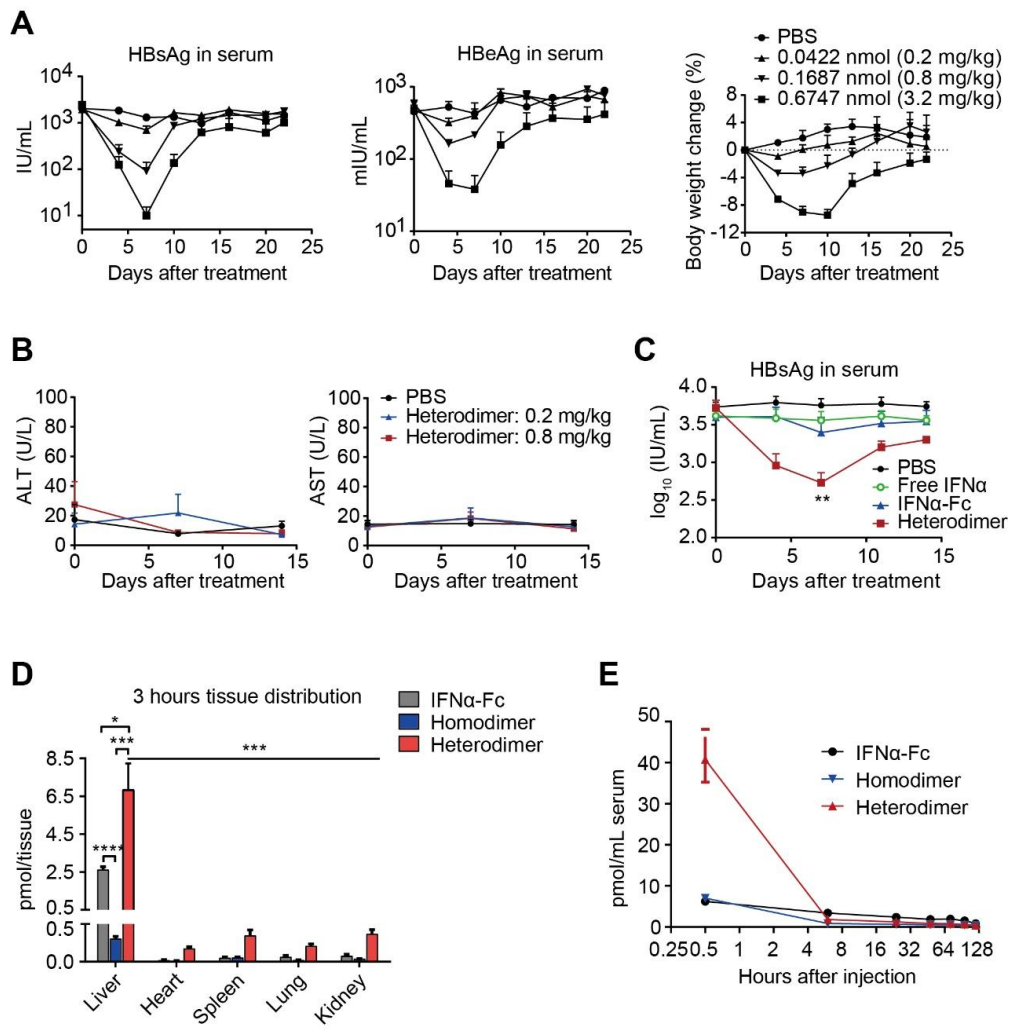 A
HBsAg in serum
IU/mL
10⁴
10³
10²
10¹
0 5 10 15 20 25
Days after treatment
HBeAg in serum
mIU/mL
10³
10²
10¹
0 5 10 15 20 25
Days after treatment
PBS
0.0422 nmol (0.2 mg/kg)
0.1687 nmol (0.8 mg/kg)
0.6747 nmol (3.2 mg/kg)
Body weight change (%)
8
4
0
-4
-8
-12
0 5 10 15 20 25
Days after treatment
B
ALT (U/L)
100
80
60
40
20
0
0 5 10 15
Days after treatment
AST (U/L)
100
80
60
40
20
0
PBS
Heterodimer: 0.2 mg/kg
Heterodimer: 0.8 mg/kg
0 5 10 15
Days after treatment
C
HBsAg in serum
log₁₀ (IU/mL)
4.0
3.5
3.0
2.5
2.0
**
PBS
Free IFNα
IFNα-Fc
Heterodimer
0 5 10 15
Days after treatment
D
3 hours tissue distribution
IFNα-Fc
Homodimer
Heterodimer
*
***
***
****
pmol/tissue
8.5
6.5
4.5
2.5
0.5
0.5
0.0
Liver
Heart
Spleen
Lung
Kidney
E
pmol/mL serum
50
40
30
20
10
0
IFNα-Fc
Homodimer
Heterodimer
0.25 0.5 1 2 4 8 16 32 64 128
Hours after injection